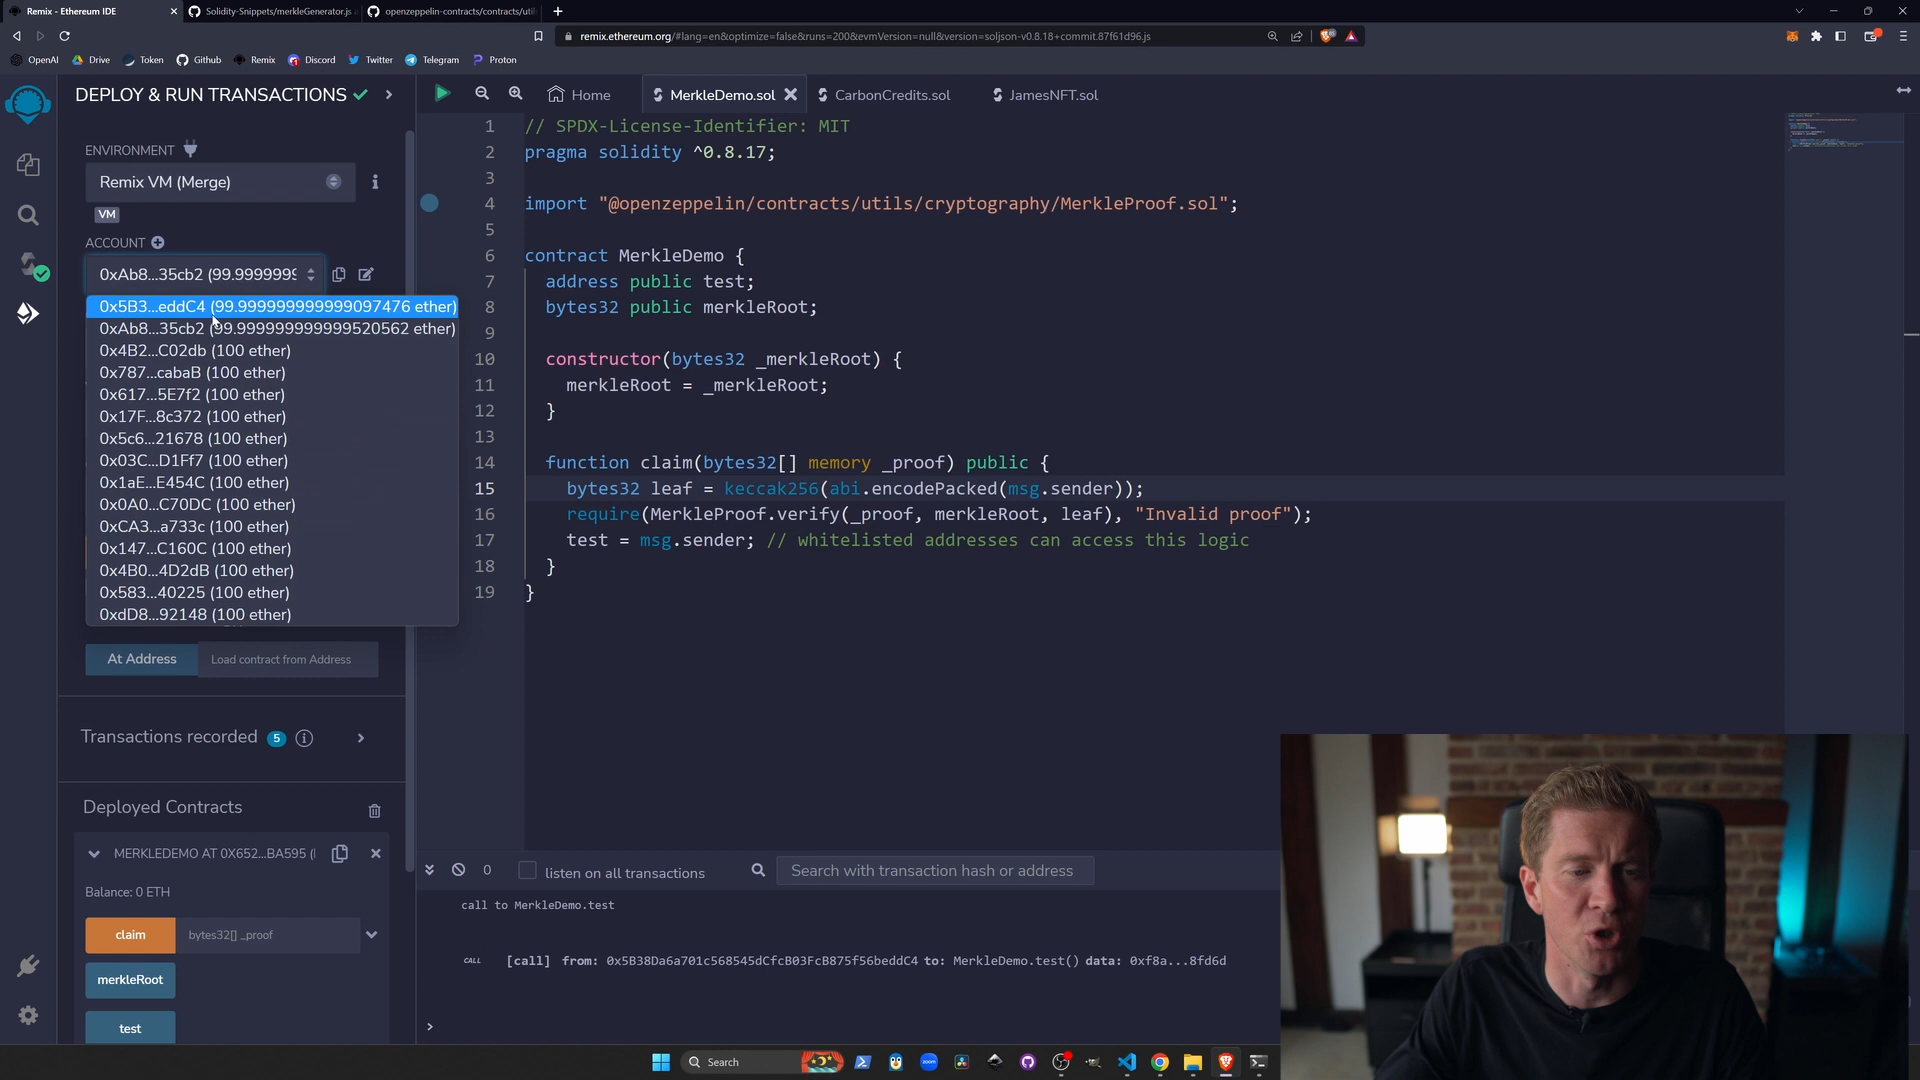 Remix - Ethereum IDE
Solidity-Snippets/merkleGenerator.js
openzeppelin-contracts/contracts/util
remix.ethereum.org/#lang=en&optimize=false&runs=200&evmVersion=null&version=soljson-v0.8.18+commit.87f61d96.js
OpenAI
Drive
Token
Github
Remix
Discord
Twitter
Telegram
Proton
DEPLOY & RUN TRANSACTIONS
Home
MerkleDemo.sol
CarbonCredits.sol
JamesNFT.sol
ENVIRONMENT
Remix VM (Merge)
VM
ACCOUNT
0xAb8...35cb2 (99.9999999
0x5B3...eddC4 (99.999999999999097476 ether)
0xAb8...35cb2 (99.999999999999520562 ether)
0x4B2...C02db (100 ether)
0x787...cabaB (100 ether)
0x617...5E7f2 (100 ether)
0x17F...8c372 (100 ether)
0x5c6...21678 (100 ether)
0x03C...D1Ff7 (100 ether)
0x1aE...E454C (100 ether)
0x0A0...C70DC (100 ether)
0xCA3...a733c (100 ether)
0x147...C160C (100 ether)
0x4B0...4D2dB (100 ether)
0x583...40225 (100 ether)
0xdD8...92148 (100 ether)
At Address
Load contract from Address
Transactions recorded 5
Deployed Contracts
MERKLEDEMO AT 0X652...BA595 (
Balance: 0 ETH
claim
bytes32[] _proof
merkleRoot
test
1 // SPDX-License-Identifier: MIT
2 pragma solidity ^0.8.17;
3
4 import "@openzeppelin/contracts/utils/cryptography/MerkleProof.sol";
5
6 contract MerkleDemo {
7 address public test;
8 bytes32 public merkleRoot;
9
10 constructor(bytes32 _merkleRoot) {
11 merkleRoot = _merkleRoot;
12 }
13
14 function claim(bytes32[] memory _proof) public {
15 bytes32 leaf = keccak256(abi.encodePacked(msg.sender));
16 require(MerkleProof.verify(_proof, merkleRoot, leaf), "Invalid proof");
17 test = msg.sender; // whitelisted addresses can access this logic
18 }
19 }
0
listen on all transactions
Search with transaction hash or address
call to MerkleDemo.test
CALL [call] from: 0x5B38Da6a701c568545dCfcB03FcB875f56beddC4 to: MerkleDemo.test() data: 0xf8a...8fd6d
>
Search